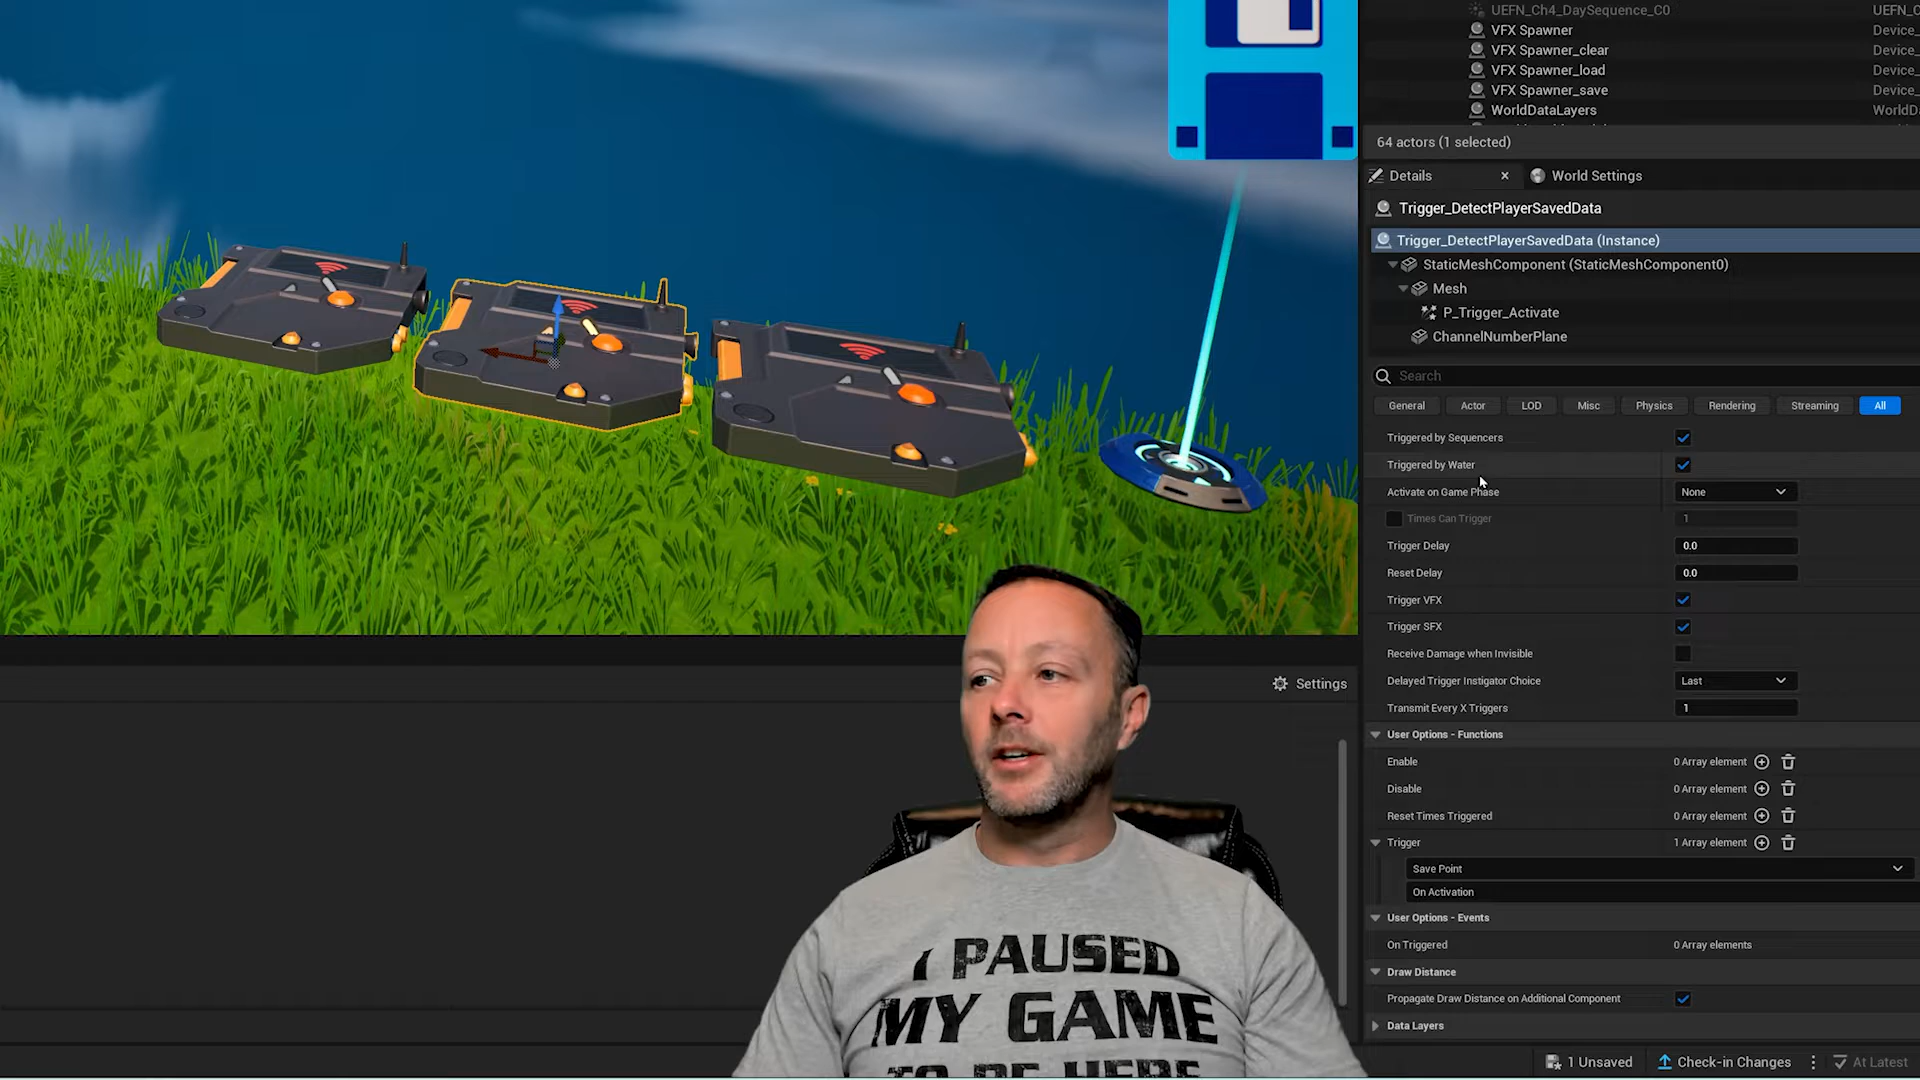 UEFN_Ch4_DaySequence_C0 UEFN_C
VFX Spawner Device_
VFX Spawner_clear Device_
VFX Spawner_load Device_
VFX Spawner_save Device_
WorldDataLayers WorldDa
64 actors (1 selected)
Details × World Settings
Trigger_DetectPlayerSavedData
Trigger_DetectPlayerSavedData (Instance)
StaticMeshComponent (StaticMeshComponent0)
Mesh
P_Trigger_Activate
ChannelNumberPlane
Search
General Actor LOD Misc Physics Rendering Streaming All
Triggered by Sequencers
Triggered by Water
Activate on Game Phase None
Times Can Trigger 1
Trigger Delay 0.0
Reset Delay 0.0
Trigger VFX
Trigger SFX
Receive Damage when Invisible
Delayed Trigger Instigator Choice Last
Transmit Every X Triggers 1
User Options - Functions
Enable 0 Array element
Disable 0 Array element
Reset Times Triggered 0 Array element
Trigger 1 Array element
Save Point
On Activation
User Options - Events
On Triggered 0 Array elements
Draw Distance
Propagate Draw Distance on Additional Component
Data Layers
1 Unsaved Check-in Changes At Latest
Settings
I PAUSED
MY GAME
TO BE HERE